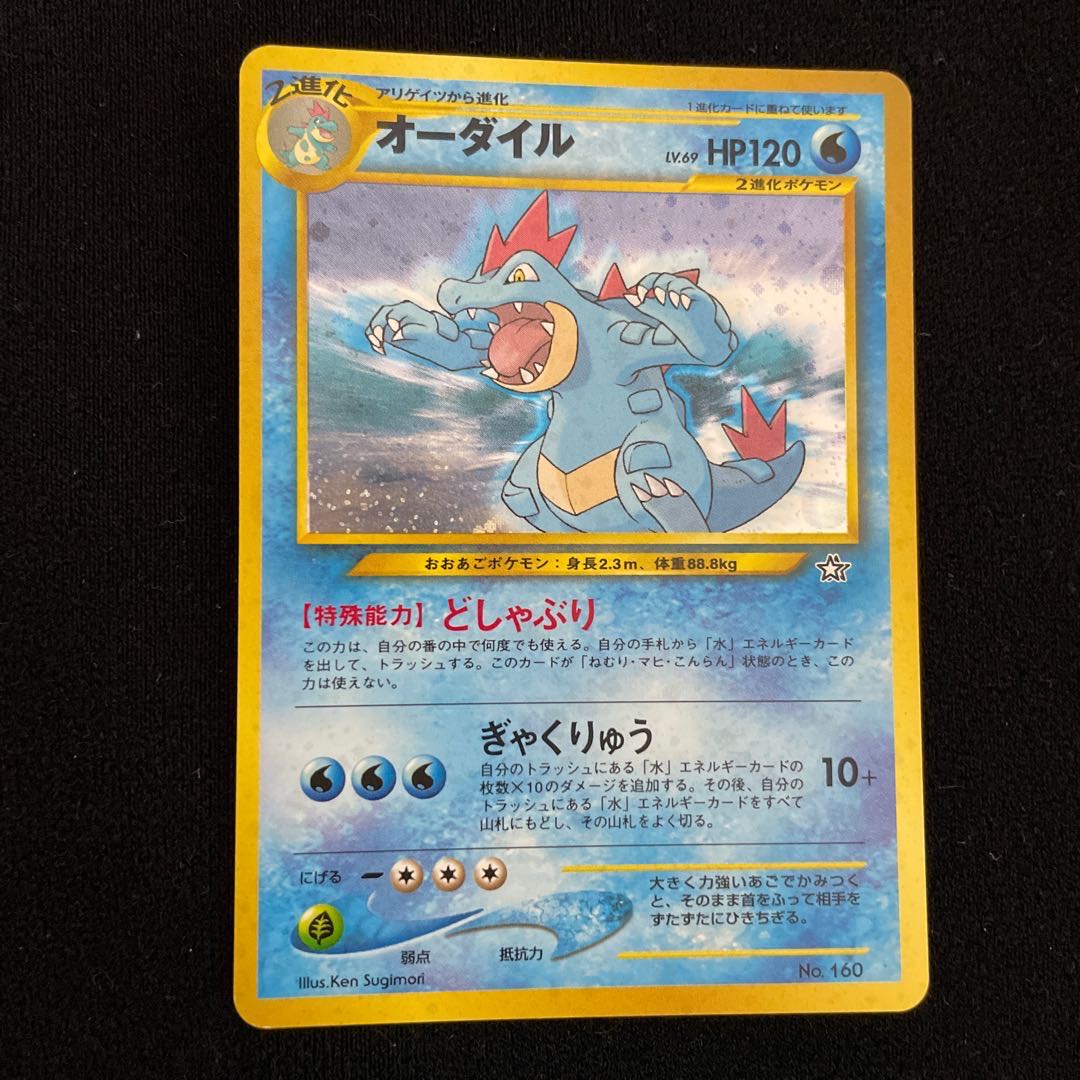 2進化
アリゲイツから進化
1進化カードに重ねて使います
オーダイル
LV.69 HP120
2進化ポケモン
おおあごポケモン：身長2.3m、体重88.8kg
【特殊能力】どしゃぶり
この力は、自分の番の中で何度でも使える。自分の手札から「水」エネルギーカード
を出して、トラッシュする。このカードが「ねむり・マヒ・こんらん」状態のとき、この
力は使えない。
ぎゃくりゅう
自分のトラッシュにある「水」エネルギーカードの
枚数×10のダメージを追加する。その後、自分の
トラッシュにある「水」エネルギーカードをすべて
山札にもどし、その山札をよく切る。
10+
にげる
大きく力強いあごでかみつく
と、そのまま首をふって相手を
ずたずたにひきちぎる。
弱点
抵抗力
Illus.Ken Sugimori
No. 160